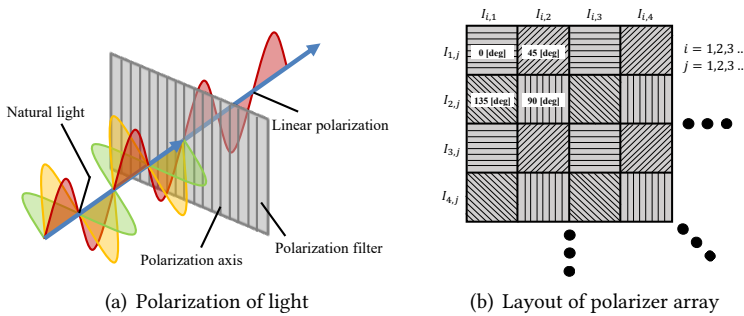 Natural light
Linear polarization
Polarization axis
Polarization filter
(a) Polarization of light
I_{i,1} I_{i,2} I_{i,3} I_{i,4}
I_{1,j} 0 [deg] 45 [deg]
i = 1,2,3 ..
j = 1,2,3 ..
I_{2,j} 135 [deg] 90 [deg]
I_{3,j}
I_{4,j}
(b) Layout of polarizer array